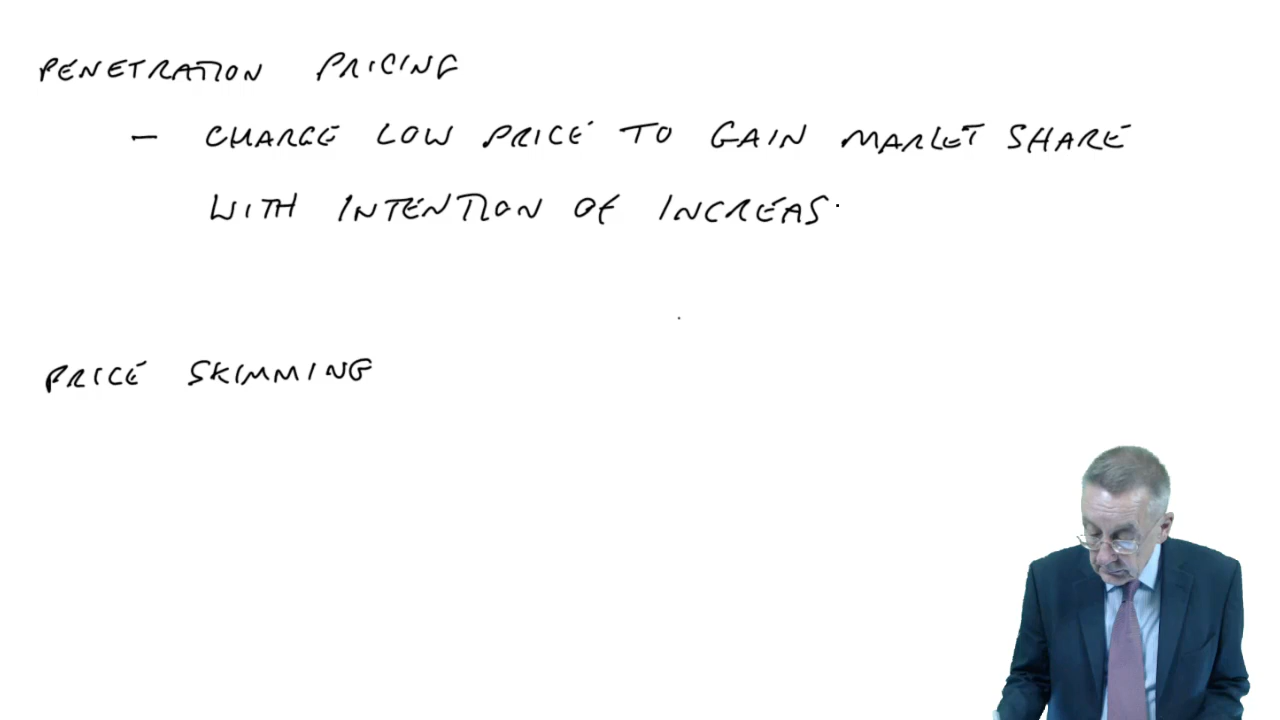 PENETRATION PRICING
- CHARGE LOW PRICE TO GAIN MARKET SHARE
WITH INTENTION OF INCREAS
PRICE SKIMMING